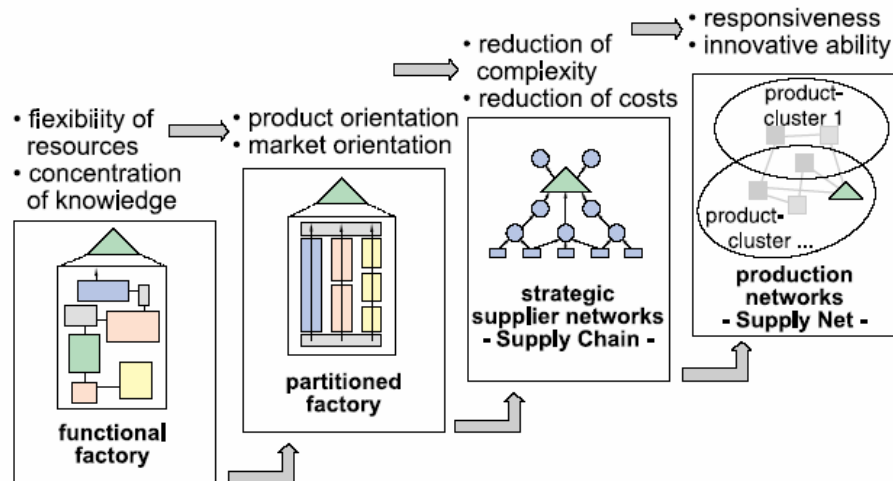 • flexibility of
resources
• concentration
of knowledge
functional
factory
• product orientation
• market orientation
partitioned
factory
• reduction of
complexity
• reduction of costs
strategic
supplier networks
- Supply Chain -
• responsiveness
• innovative ability
product-
cluster 1
product-
cluster ...
production
networks
- Supply Net -